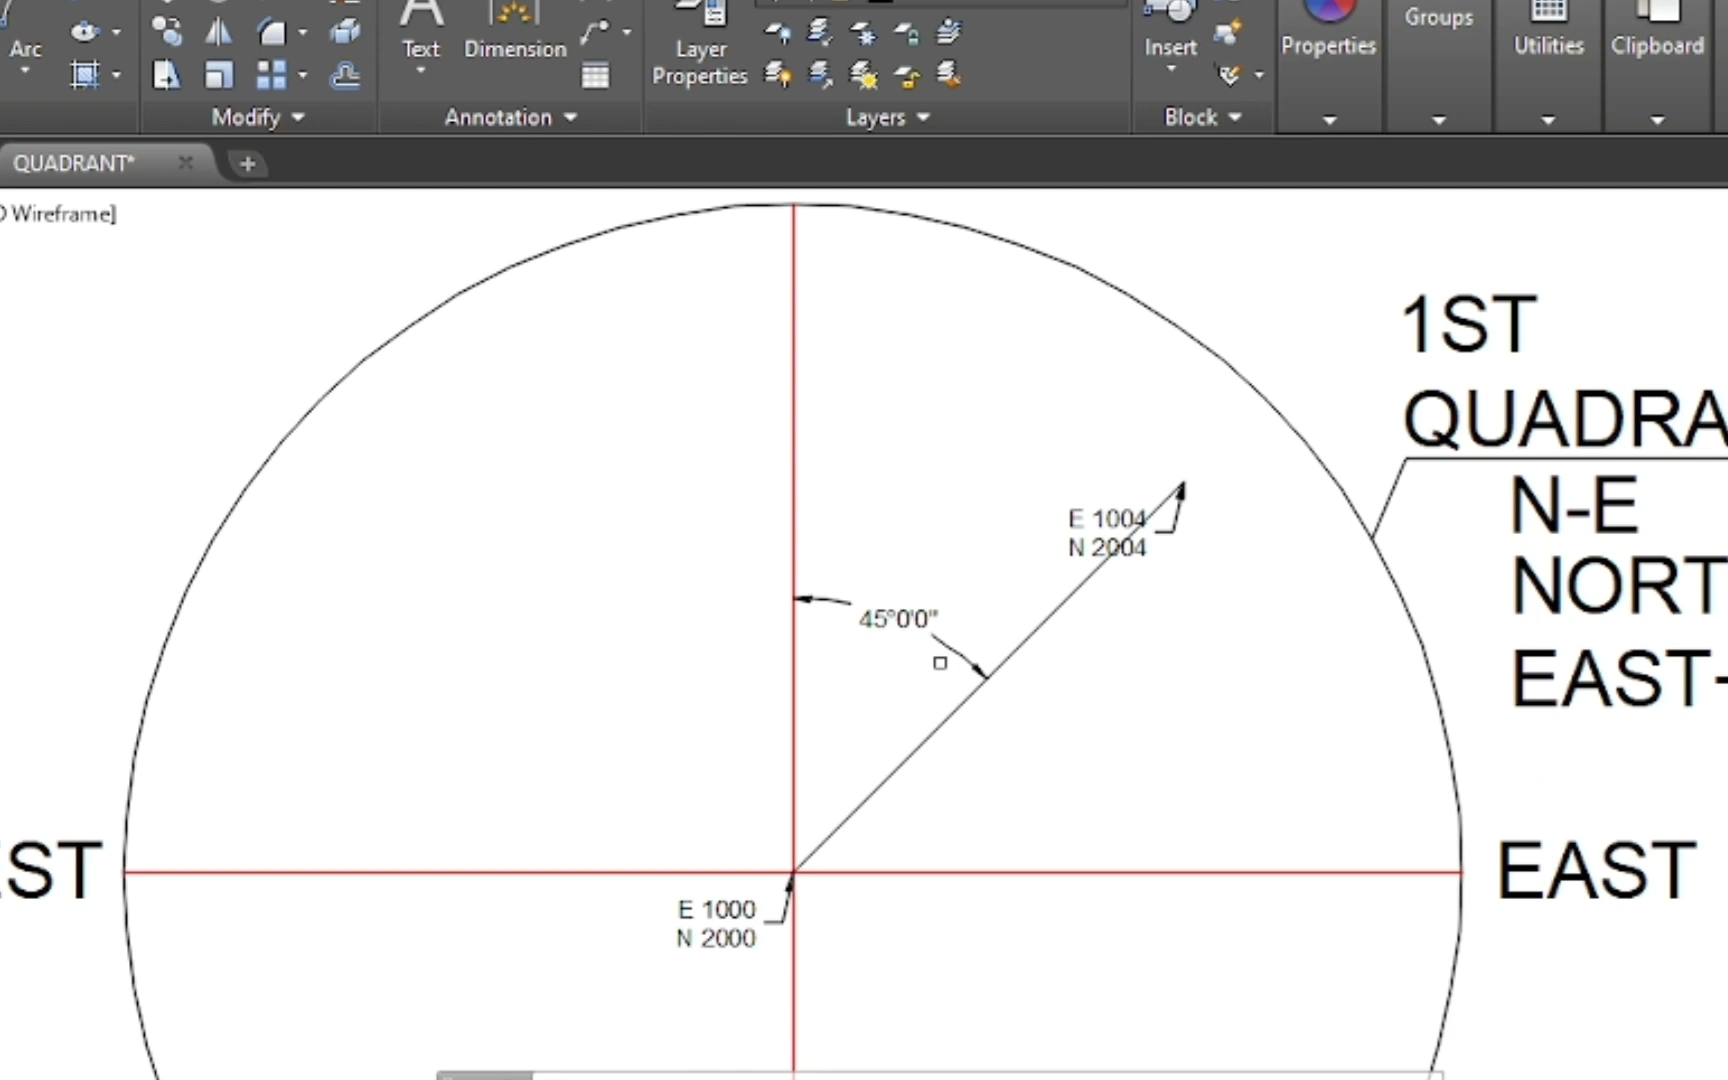 Arc
Text
Dimension
Layer
Properties
Insert
Properties
Groups
Utilities
Clipboard
Modify
Annotation
Layers
Block
QUADRANT*
D Wireframe]
1ST
QUADRA
N-E
NORT
EAST-
E 1004
N 2004
45°0'0"
EST
EAST
E 1000
N 2000